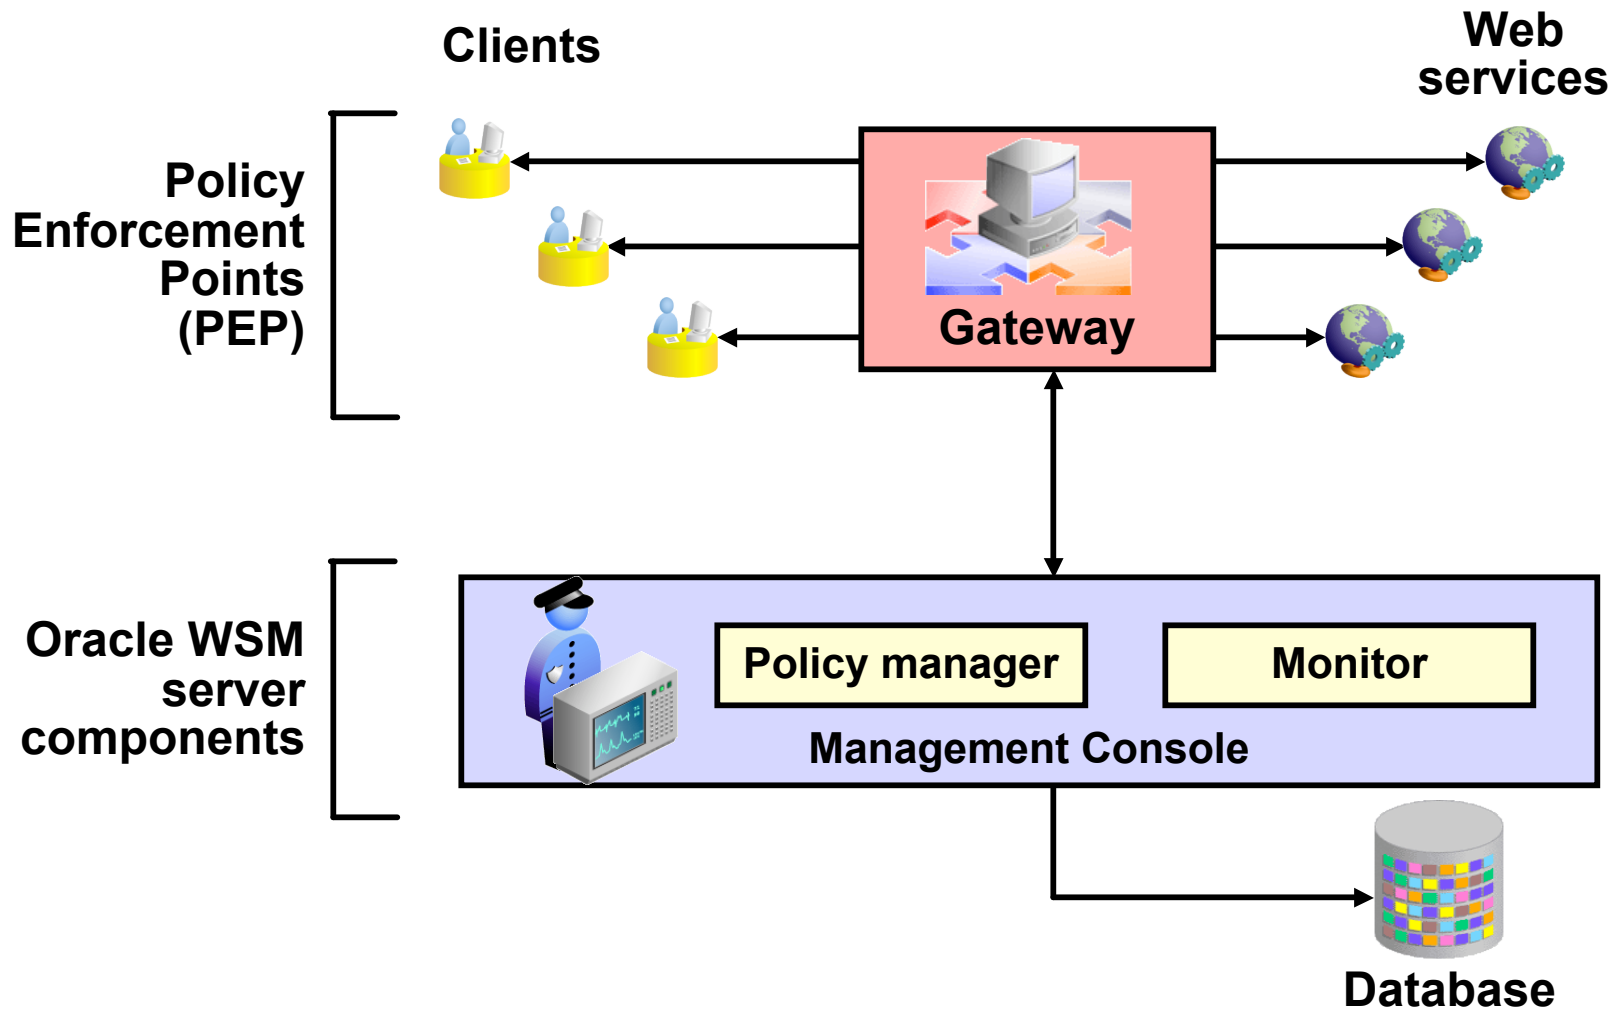 Clients
Web
services
Policy
Enforcement
Points
(PEP)
Gateway
Oracle WSM
server
components
Policy manager
Monitor
Management Console
Database